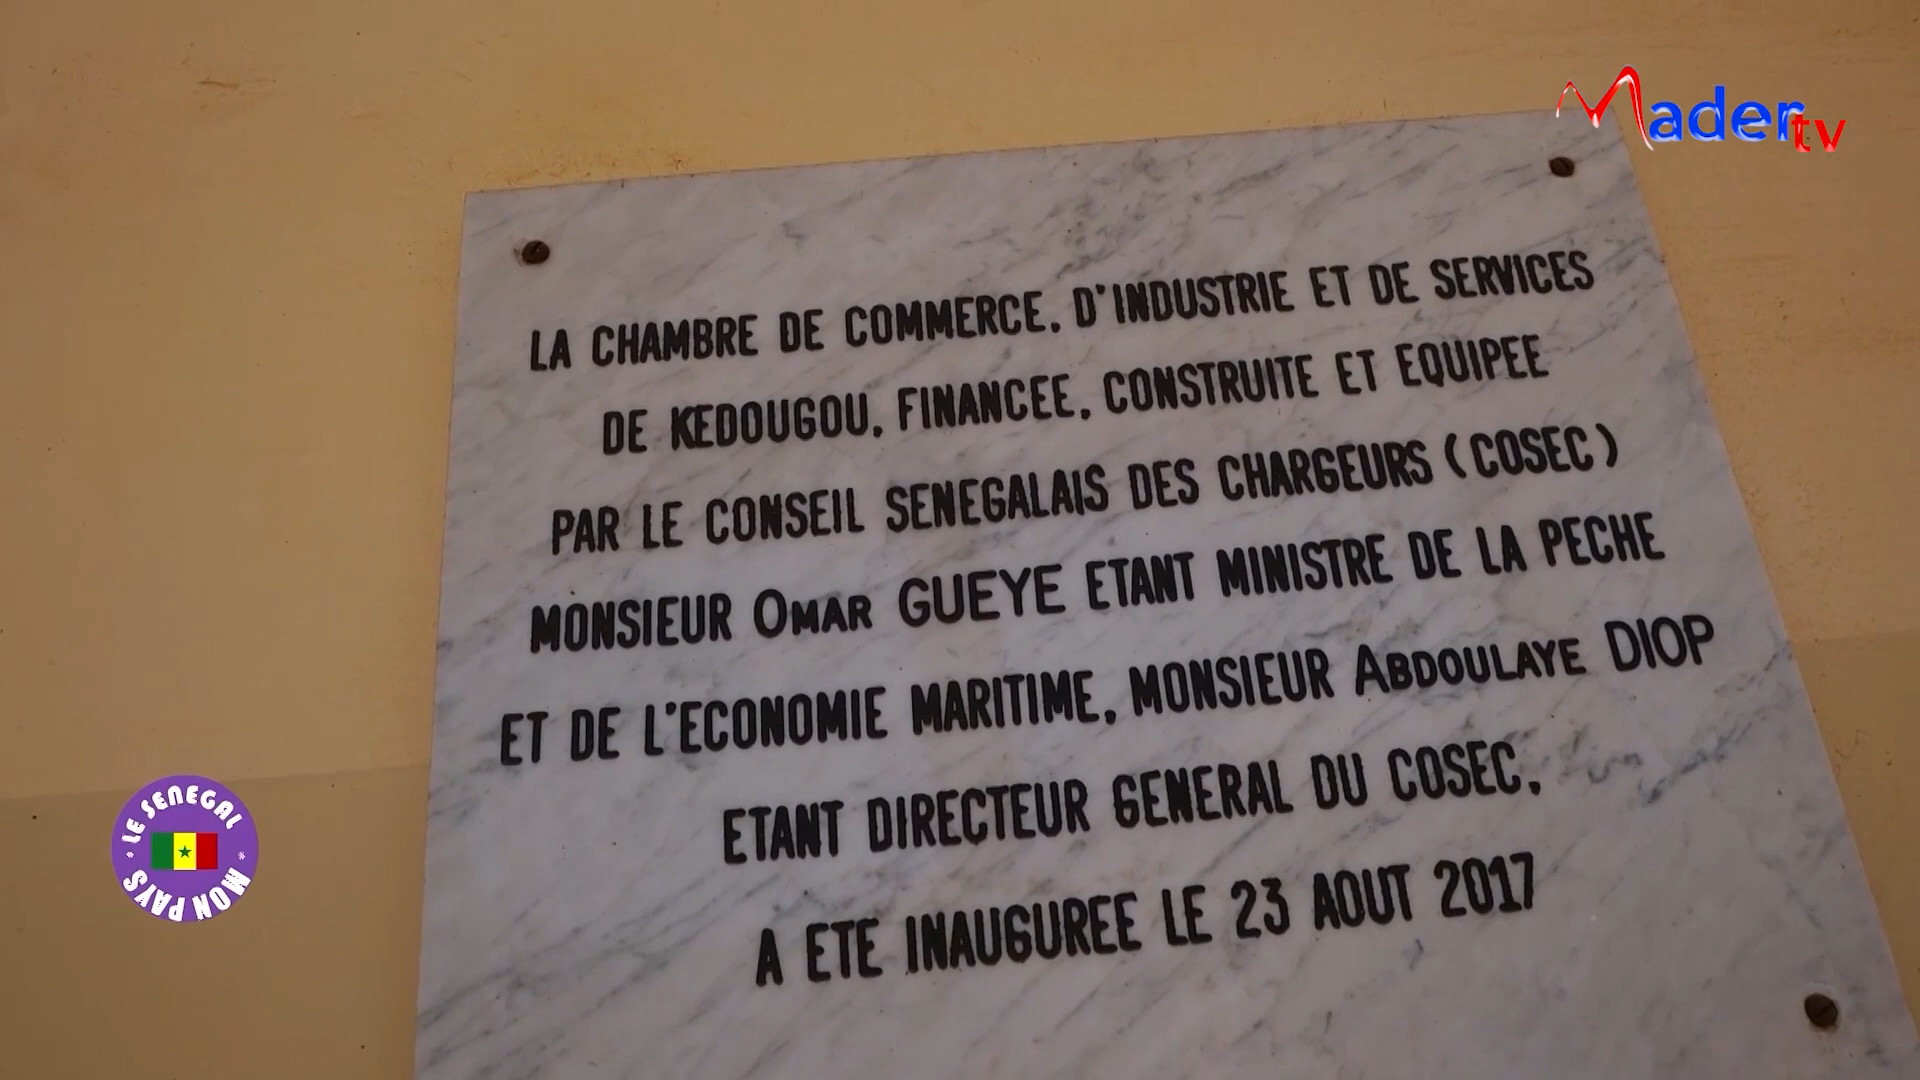 Mader tv
LA CHAMBRE DE COMMERCE, D'INDUSTRIE ET DE SERVICES
DE KEDOUGOU, FINANCEE, CONSTRUITE ET EQUIPEE
PAR LE CONSEIL SENEGALAIS DES CHARGEURS (COSEC)
MONSIEUR OMAR GUEYE ETANT MINISTRE DE LA PECHE
ET DE L'ECONOMIE MARITIME, MONSIEUR ABDOULAYE DIOP
ETANT DIRECTEUR GENERAL DU COSEC,
A ETE INAUGUREE LE 23 AOUT 2017
LE SENEGAL
MON PAYS